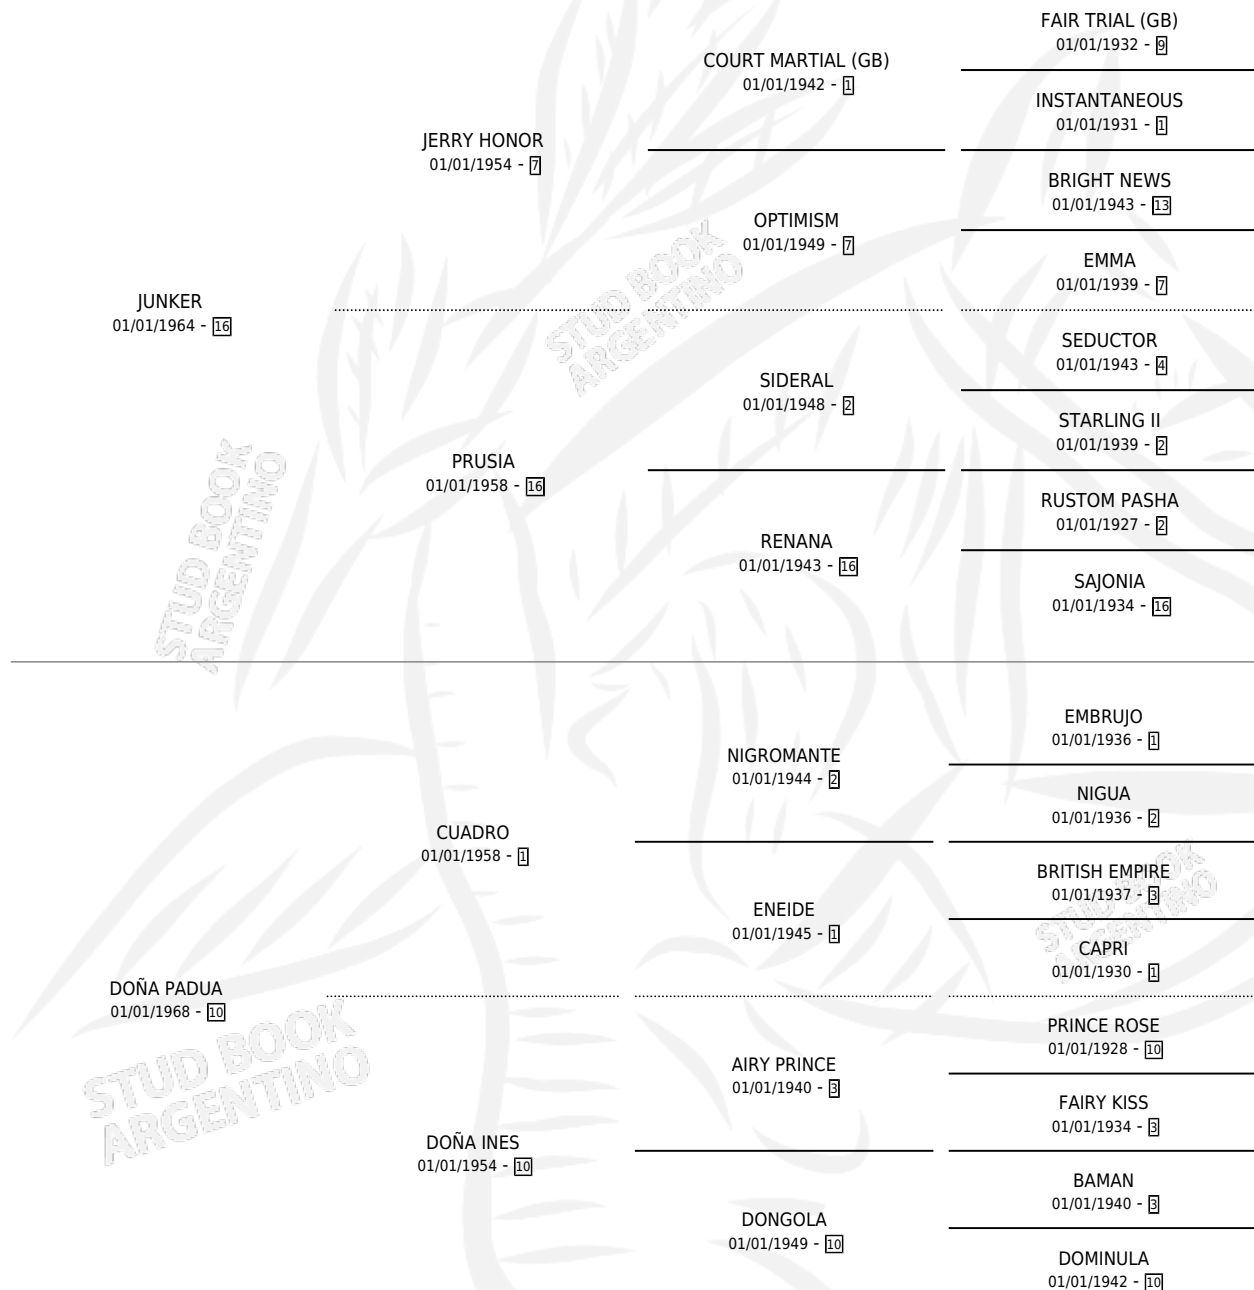 FAIR TRIAL (GB)
01/01/1932 - 9
COURT MARTIAL (GB)
01/01/1942 - 1
INSTANTANEOUS
01/01/1931 - 1
JERRY HONOR
01/01/1954 - 7
BRIGHT NEWS
01/01/1943 - 13
OPTIMISM
01/01/1949 - 7
EMMA
01/01/1939 - 7
JUNKER
01/01/1964 - 16
STUD BOOK
ARGENTINO
SEDUCTOR
01/01/1943 - 4
SIDERAL
01/01/1948 - 2
STARLING II
01/01/1939 - 2
PRUSIA
01/01/1958 - 16
RUSTOM PASHA
01/01/1927 - 2
RENANA
01/01/1943 - 16
SAJONIA
01/01/1934 - 16
STUD BOOK
ARGENTINO
EMBRUJO
01/01/1936 - 1
NIGROMANTE
01/01/1944 - 2
NIGUA
01/01/1936 - 2
CUADRO
01/01/1958 - 1
BRITISH EMPIRE
01/01/1937 - 3
ENEIDE
01/01/1945 - 1
STUD BOOK
ARGENTINO
CAPRI
01/01/1930 - 1
DOÑA PADUA
01/01/1968 - 10
PRINCE ROSE
01/01/1928 - 10
AIRY PRINCE
01/01/1940 - 3
STUD BOOK
ARGENTINO
FAIRY KISS
01/01/1934 - 3
DOÑA INES
01/01/1954 - 10
BAMAN
01/01/1940 - 3
DONGOLA
01/01/1949 - 10
DOMINULA
01/01/1942 - 10